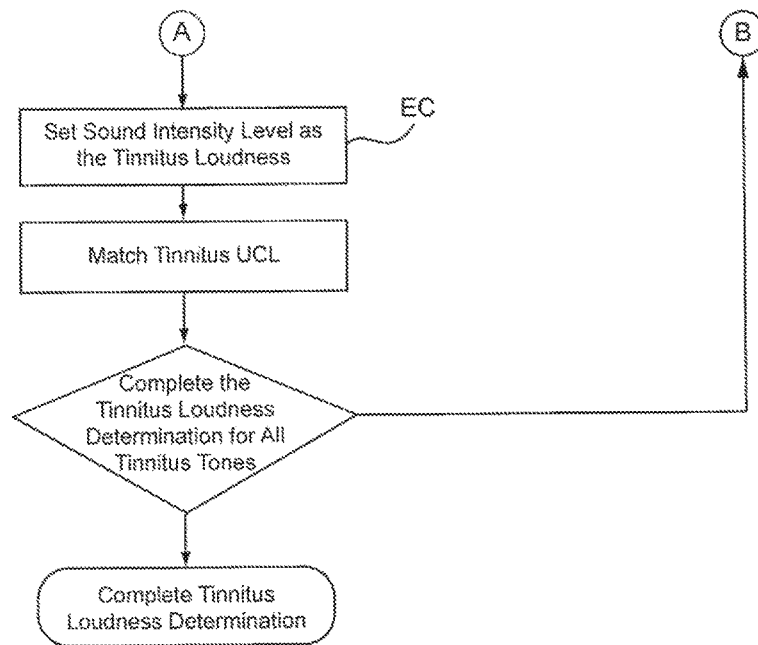 A
B
Set Sound Intensity Level as
the Tinnitus Loudness
EC
Match Tinnitus UCL
Complete the
Tinnitus Loudness
Determination for All
Tinnitus Tones
Complete Tinnitus
Loudness Determination